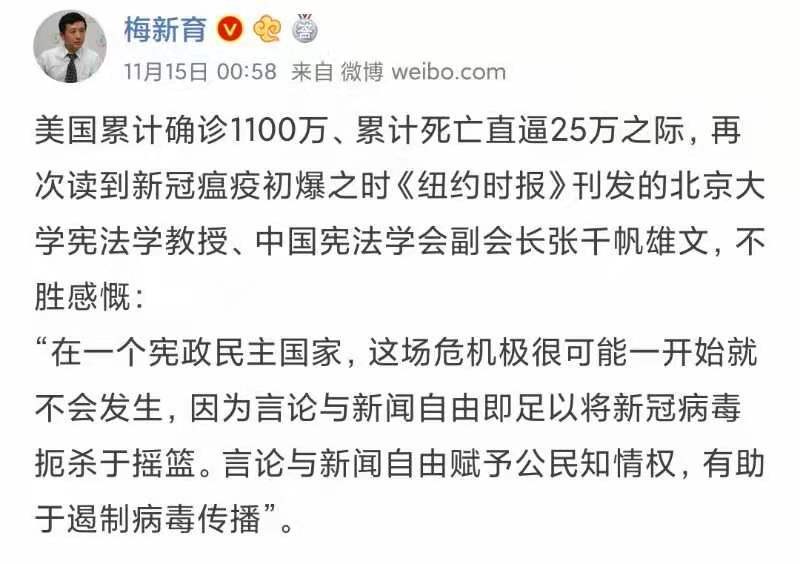 梅新育
11月15日 00:58 来自 微博 weibo.com
美国累计确诊1100万、累计死亡直逼25万之际，再
次读到新冠瘟疫初爆之时《纽约时报》刊发的北京大
学宪法学教授、中国宪法学会副会长张千帆雄文，不
胜感慨：
“在一个宪政民主国家，这场危机极很可能一开始就
不会发生，因为言论与新闻自由即足以将新冠病毒
扼杀于摇篮。言论与新闻自由赋予公民知情权，有助
于遏制病毒传播”。